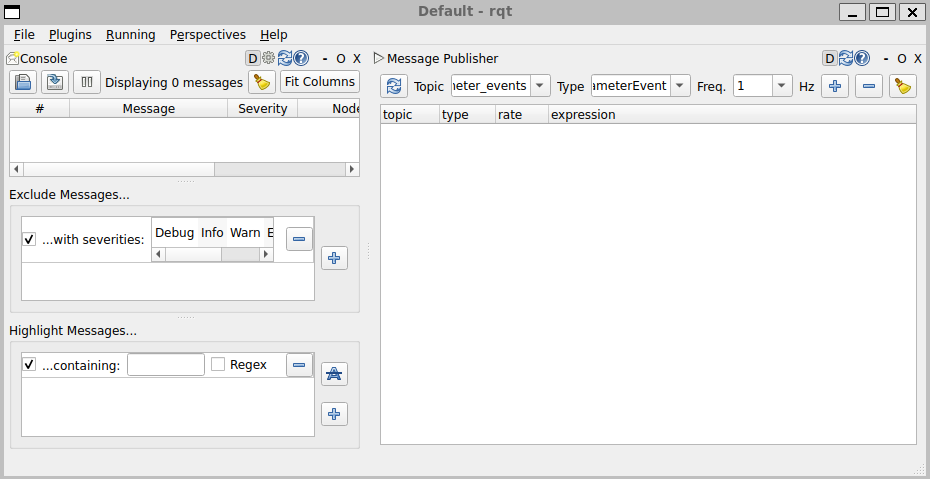 Default - rqt
File Plugins Running Perspectives Help
Console D - O X
Displaying 0 messages Fit Columns
# Message Severity Node
Exclude Messages...
...with severities: Debug Info Warn E
Highlight Messages...
...containing: Regex
A
Message Publisher D - O X
Topic neter_events Type ameterEvent Freq. 1 Hz
topic type rate expression